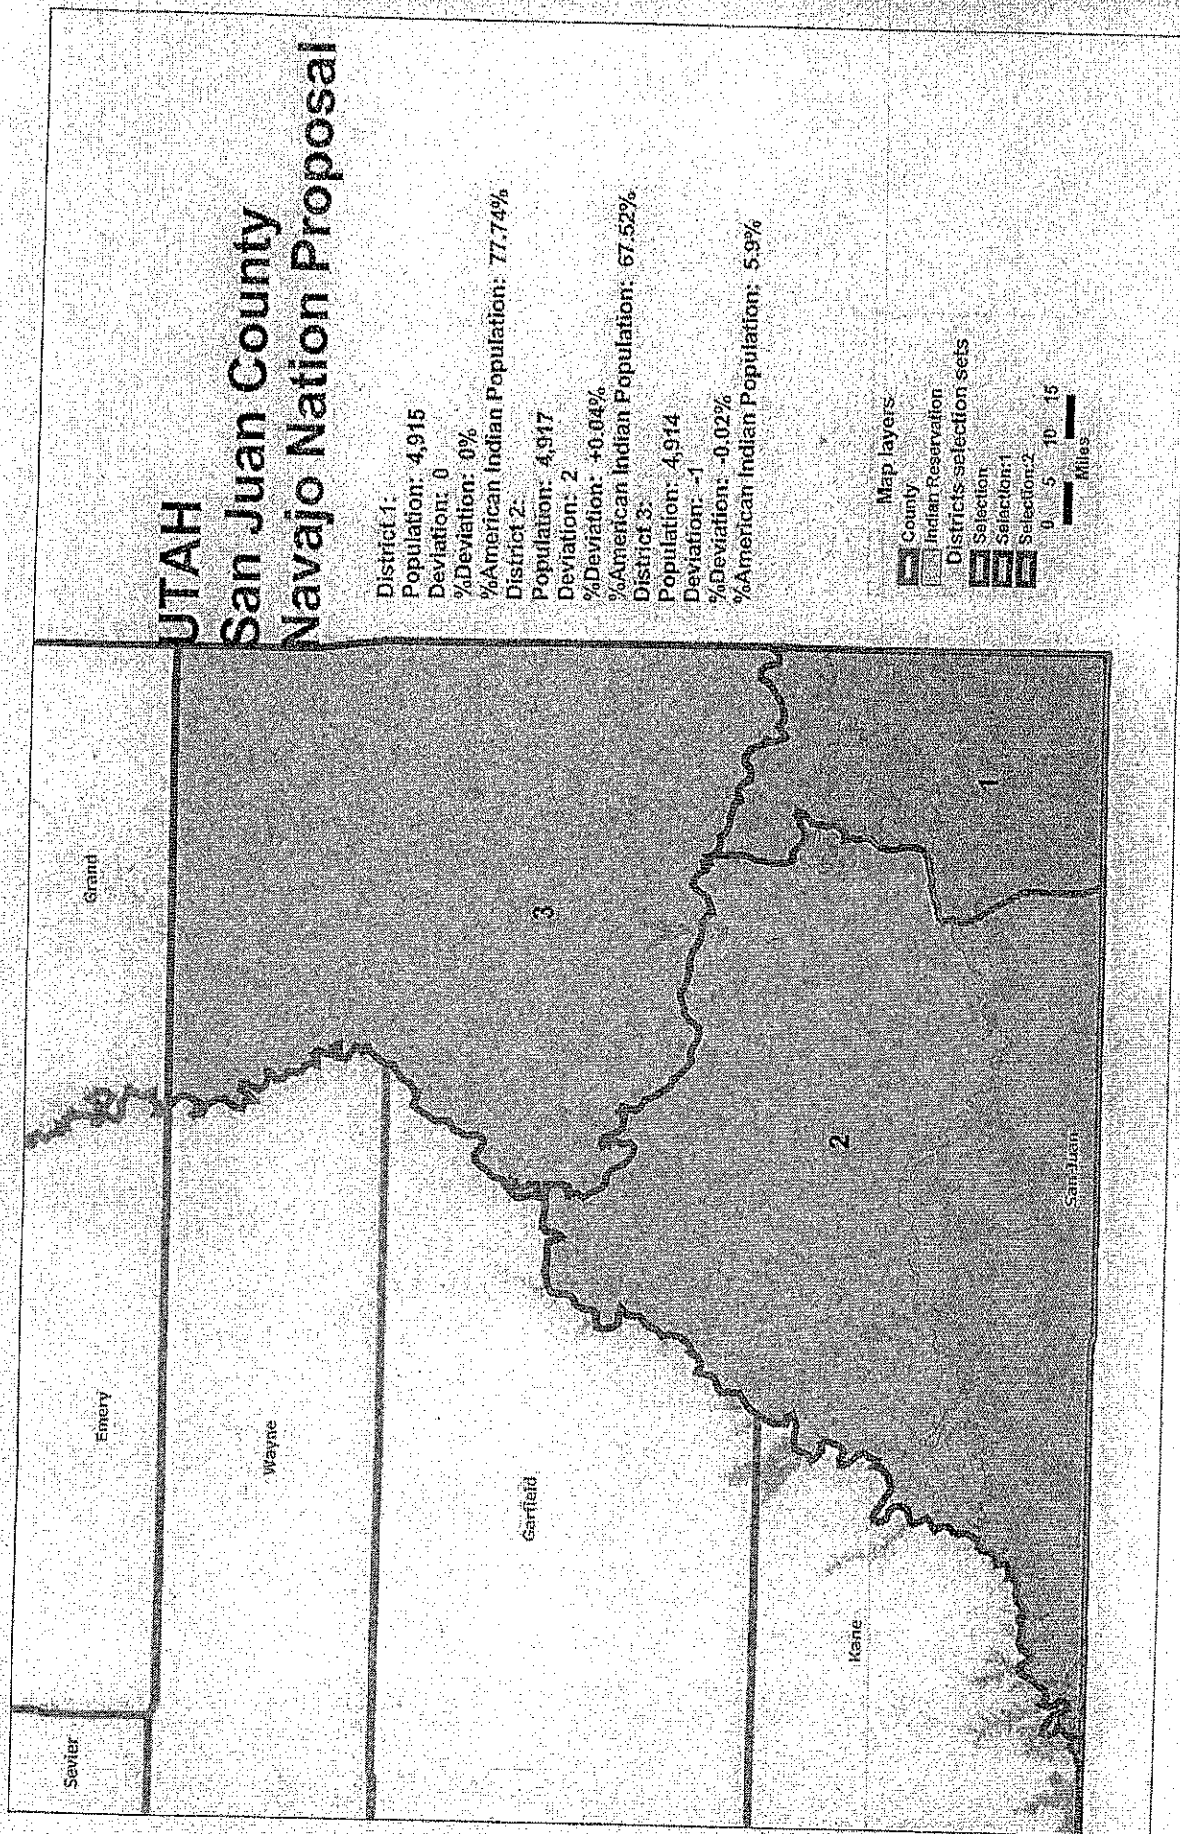 UTAH
San Juan County
Navajo Nation Proposal
District 1:
Population: 4,915
Deviation: 0
%Deviation: 0%
%American Indian Population: 77.74%
District 2:
Population: 4,917
Deviation: 2
%Deviation: +0.04%
%American Indian Population: 67.52%
District 3:
Population: 4,914
Deviation: -1
%Deviation: -0.02%
%American Indian Population: 5.9%
Map layers
County
Indian Reservation
Districts selection sets
Selection
Selection:1
Selection:2
0 5 10 15
Miles
Sevier
Emery
Grand
Wayne
Garfield
Kane
San Juan
3
2
1